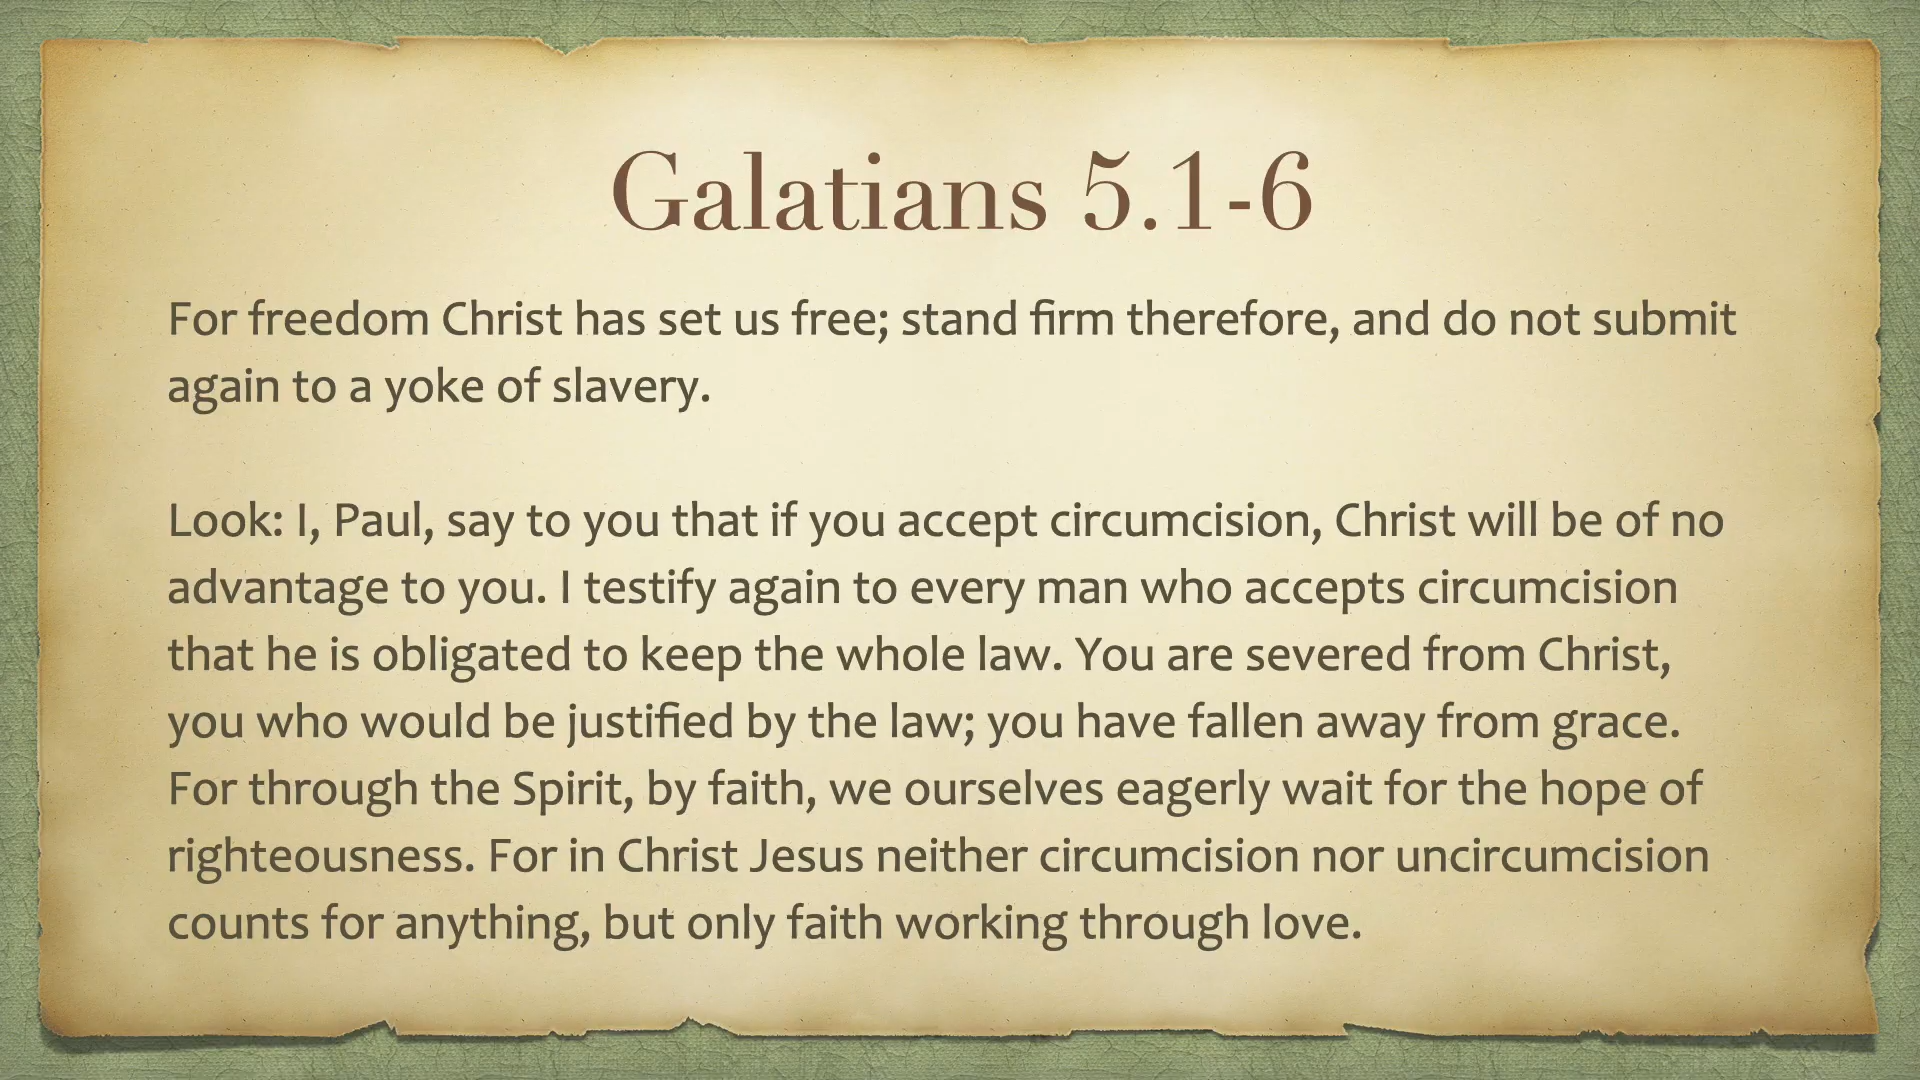 Galatians 5.1-6
For freedom Christ has set us free; stand firm therefore, and do not submit
again to a yoke of slavery.
Look: I, Paul, say to you that if you accept circumcision, Christ will be of no
advantage to you. I testify again to every man who accepts circumcision
that he is obligated to keep the whole law. You are severed from Christ,
you who would be justified by the law; you have fallen away from grace.
For through the Spirit, by faith, we ourselves eagerly wait for the hope of
righteousness. For in Christ Jesus neither circumcision nor uncircumcision
counts for anything, but only faith working through love.